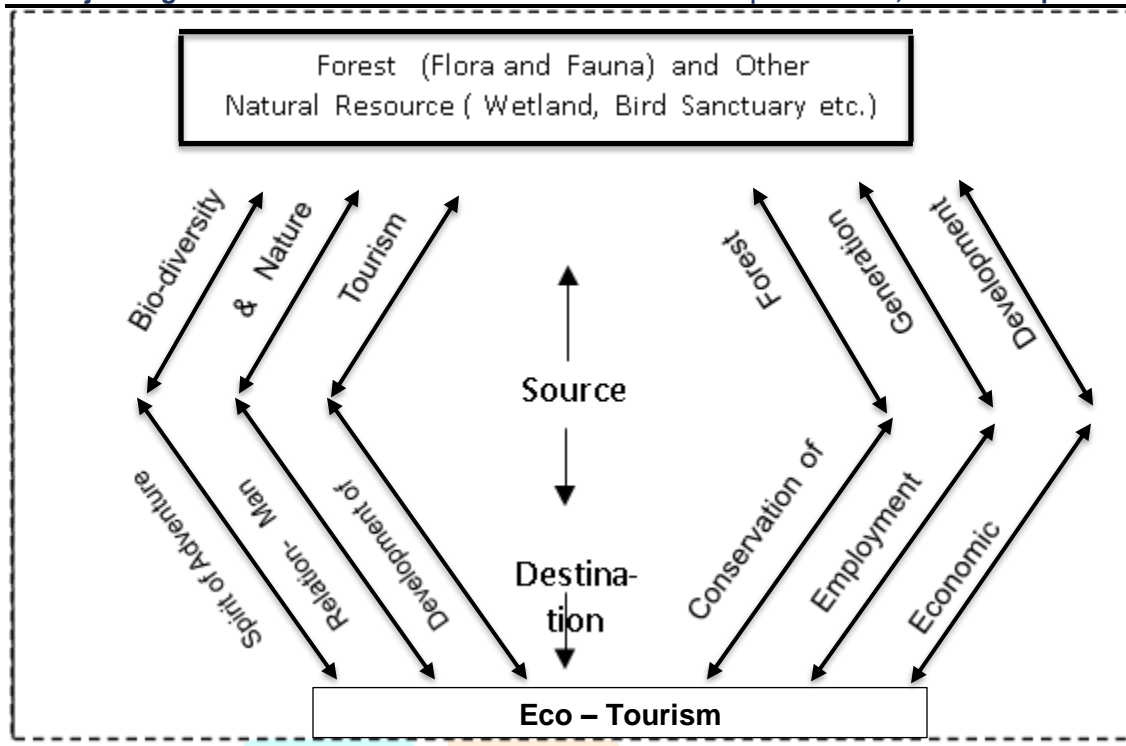 Forest (Flora and Fauna) and Other
Natural Resource ( Wetland, Bird Sanctuary etc.)
Bio-diversity
& Nature
Tourism
Forest
Generation
Development
Source
Spirit of Adventure
Relation- Man
Development of
Conservation of
Employment
Economic
Destina-
tion
Eco – Tourism